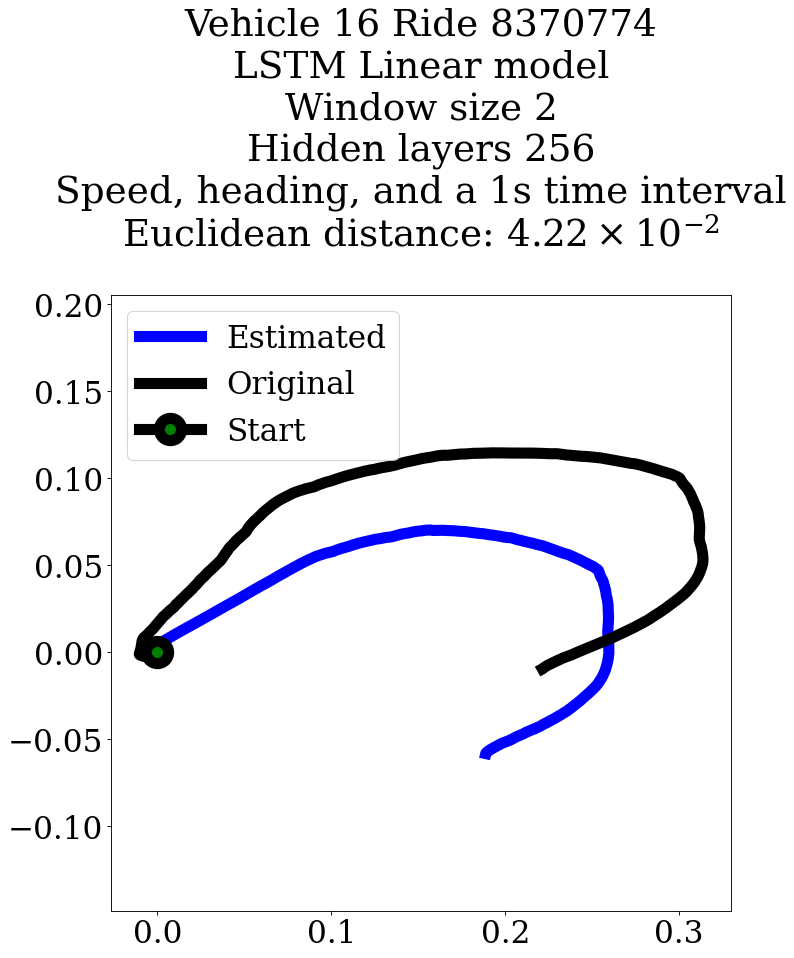 Vehicle 16 Ride 8370774
LSTM Linear model
Window size 2
Hidden layers 256
Speed, heading, and a 1s time interval
Euclidean distance: 4.22 × 10⁻²
0.20
Estimated
0.15
Original
Start
0.10
0.05
0.00
−0.05
−0.10
0.0 0.1 0.2 0.3